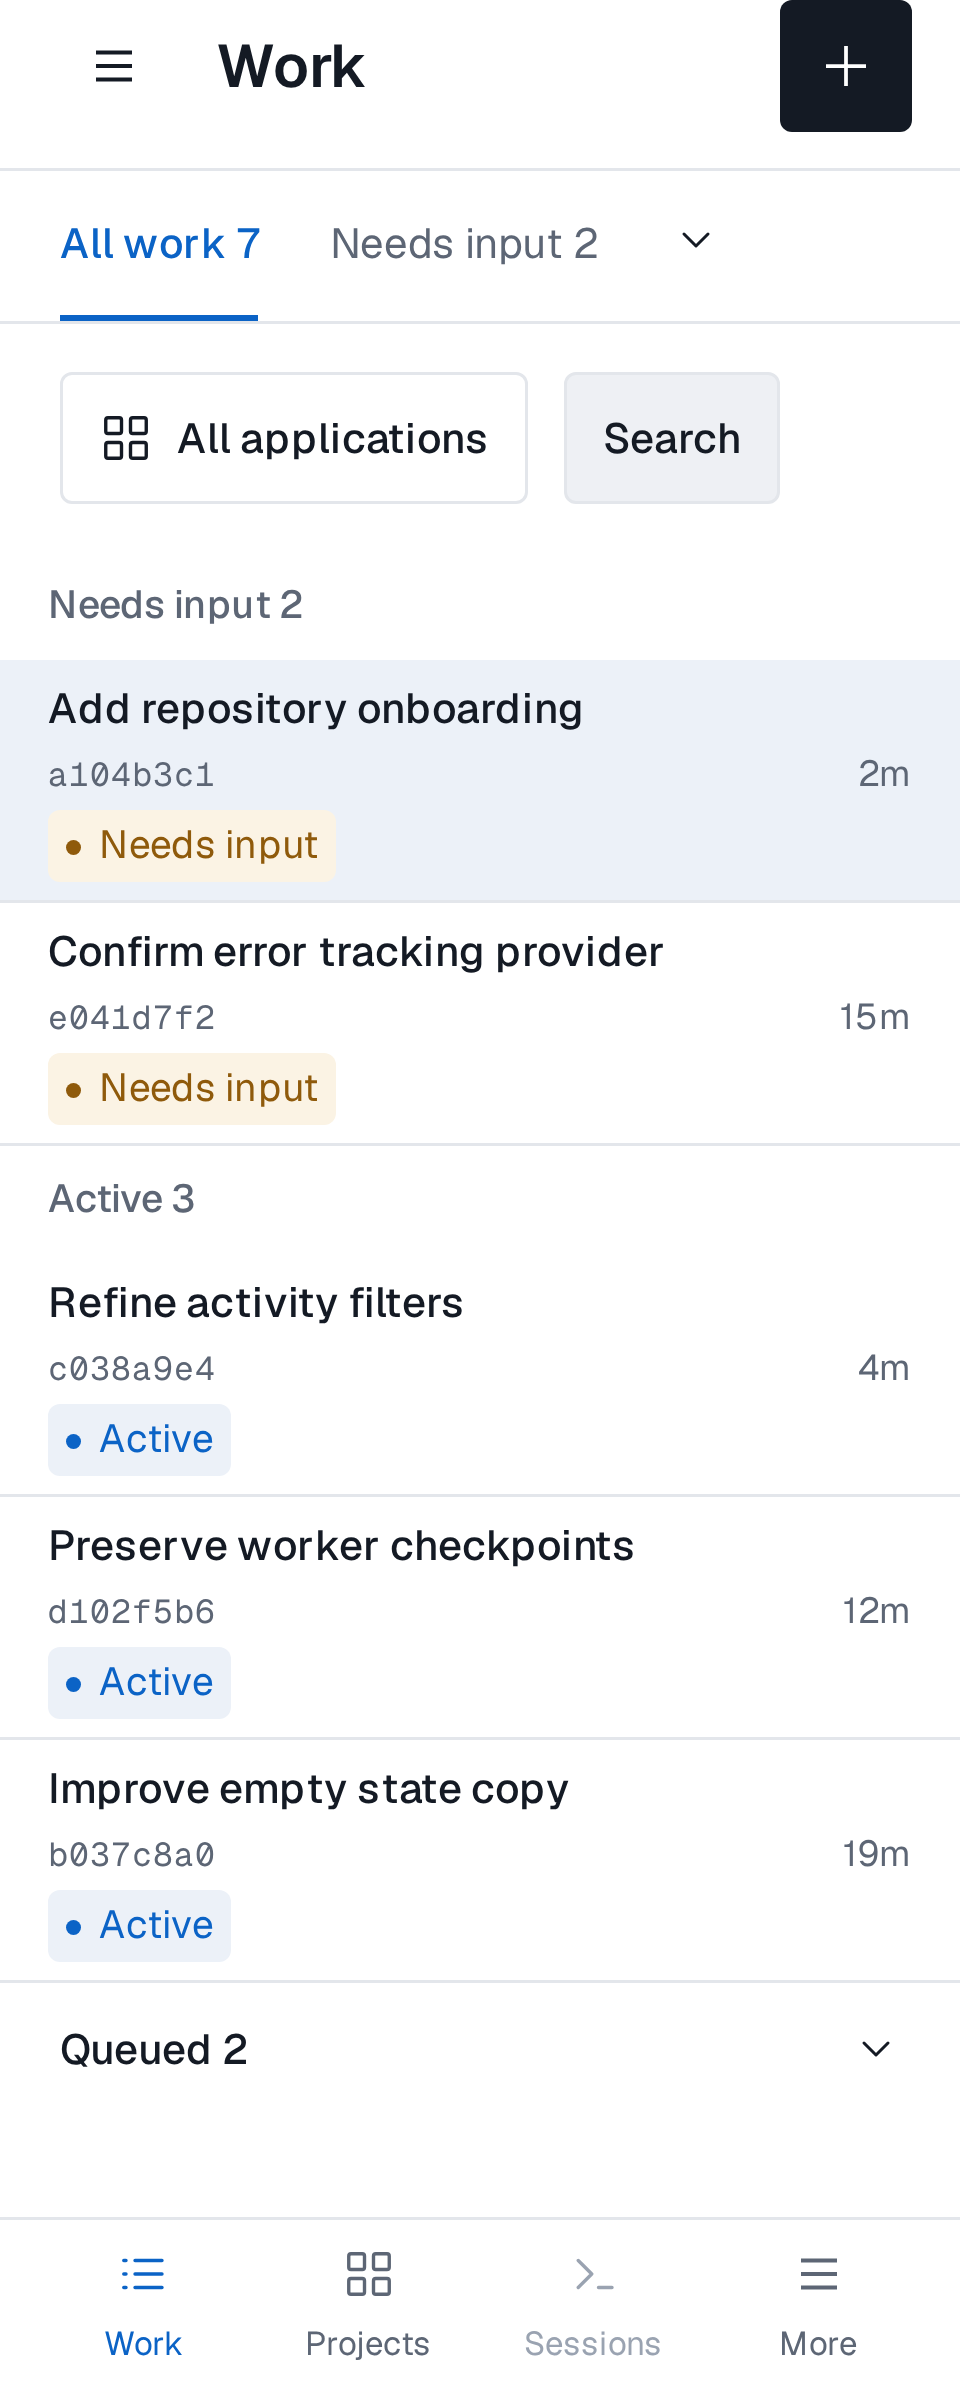 Work
All work 7 Needs input 2
All applications Search
Needs input 2
Add repository onboarding
a104b3c1 2m
Needs input
Confirm error tracking provider
e041d7f2 15m
Needs input
Active 3
Refine activity filters
c038a9e4 4m
Active
Preserve worker checkpoints
d102f5b6 12m
Active
Improve empty state copy
b037c8a0 19m
Active
Queued 2
Work Projects Sessions More